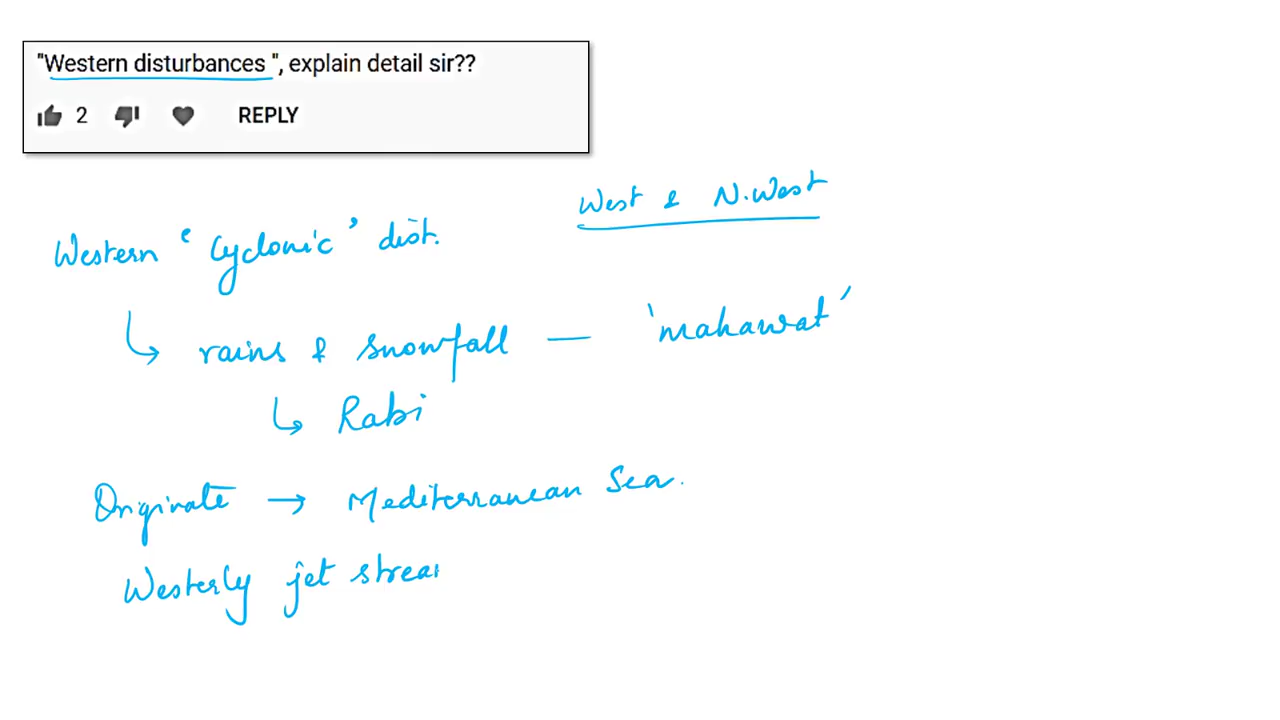 "Western disturbances ", explain detail sir??
2 REPLY
West & N.West
Western 'Cyclonic' dist.
rains & snowfall — 'mahawat'
Rabi
Originate → Mediterranean Sea.
Westerly jet strea